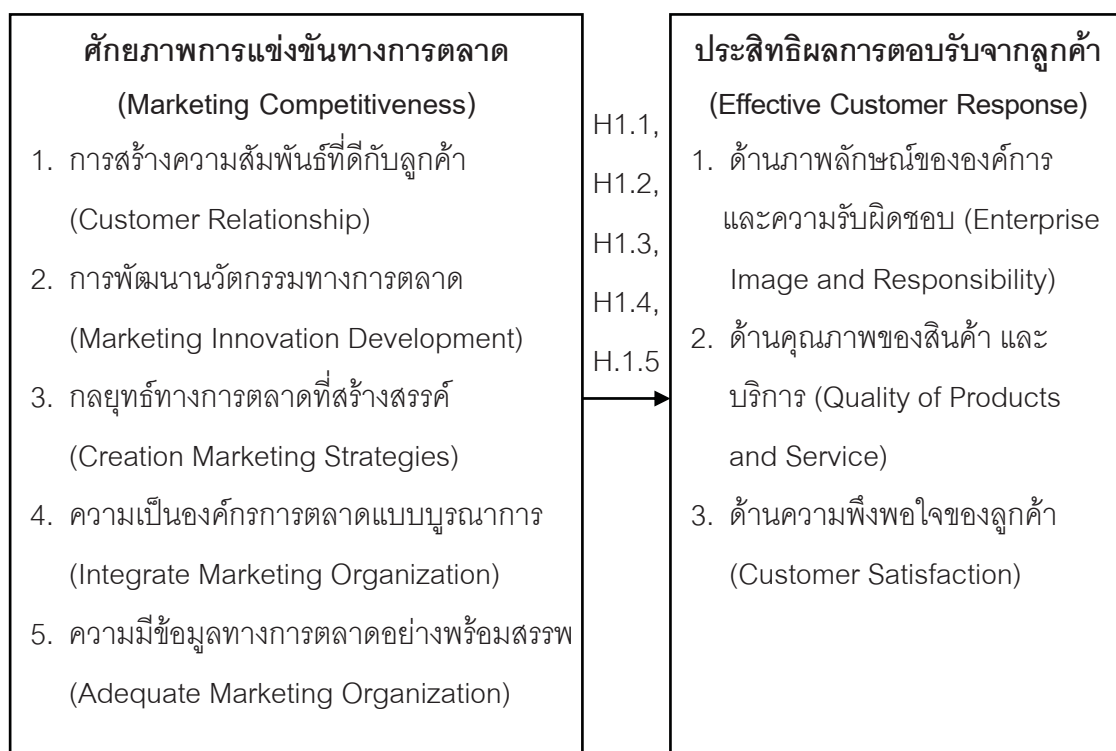 ศักยภาพการแข่งขันทางการตลาด
(Marketing Competitiveness)
1. การสร้างความสัมพันธ์ที่ดีกับลูกค้า
(Customer Relationship)
2. การพัฒนานวัตกรรมทางการตลาด
(Marketing Innovation Development)
3. กลยุทธ์ทางการตลาดที่สร้างสรรค์
(Creation Marketing Strategies)
4. ความเป็นองค์กรการตลาดแบบบูรณาการ
(Integrate Marketing Organization)
5. ความมีข้อมูลทางการตลาดอย่างพร้อมสรรพ
(Adequate Marketing Organization)
H1.1,
H1.2,
H1.3,
H1.4,
H.1.5
ประสิทธิผลการตอบรับจากลูกค้า
(Effective Customer Response)
1. ด้านภาพลักษณ์ขององค์การ
และความรับผิดชอบ (Enterprise
Image and Responsibility)
2. ด้านคุณภาพของสินค้า และ
บริการ (Quality of Products
and Service)
3. ด้านความพึงพอใจของลูกค้า
(Customer Satisfaction)